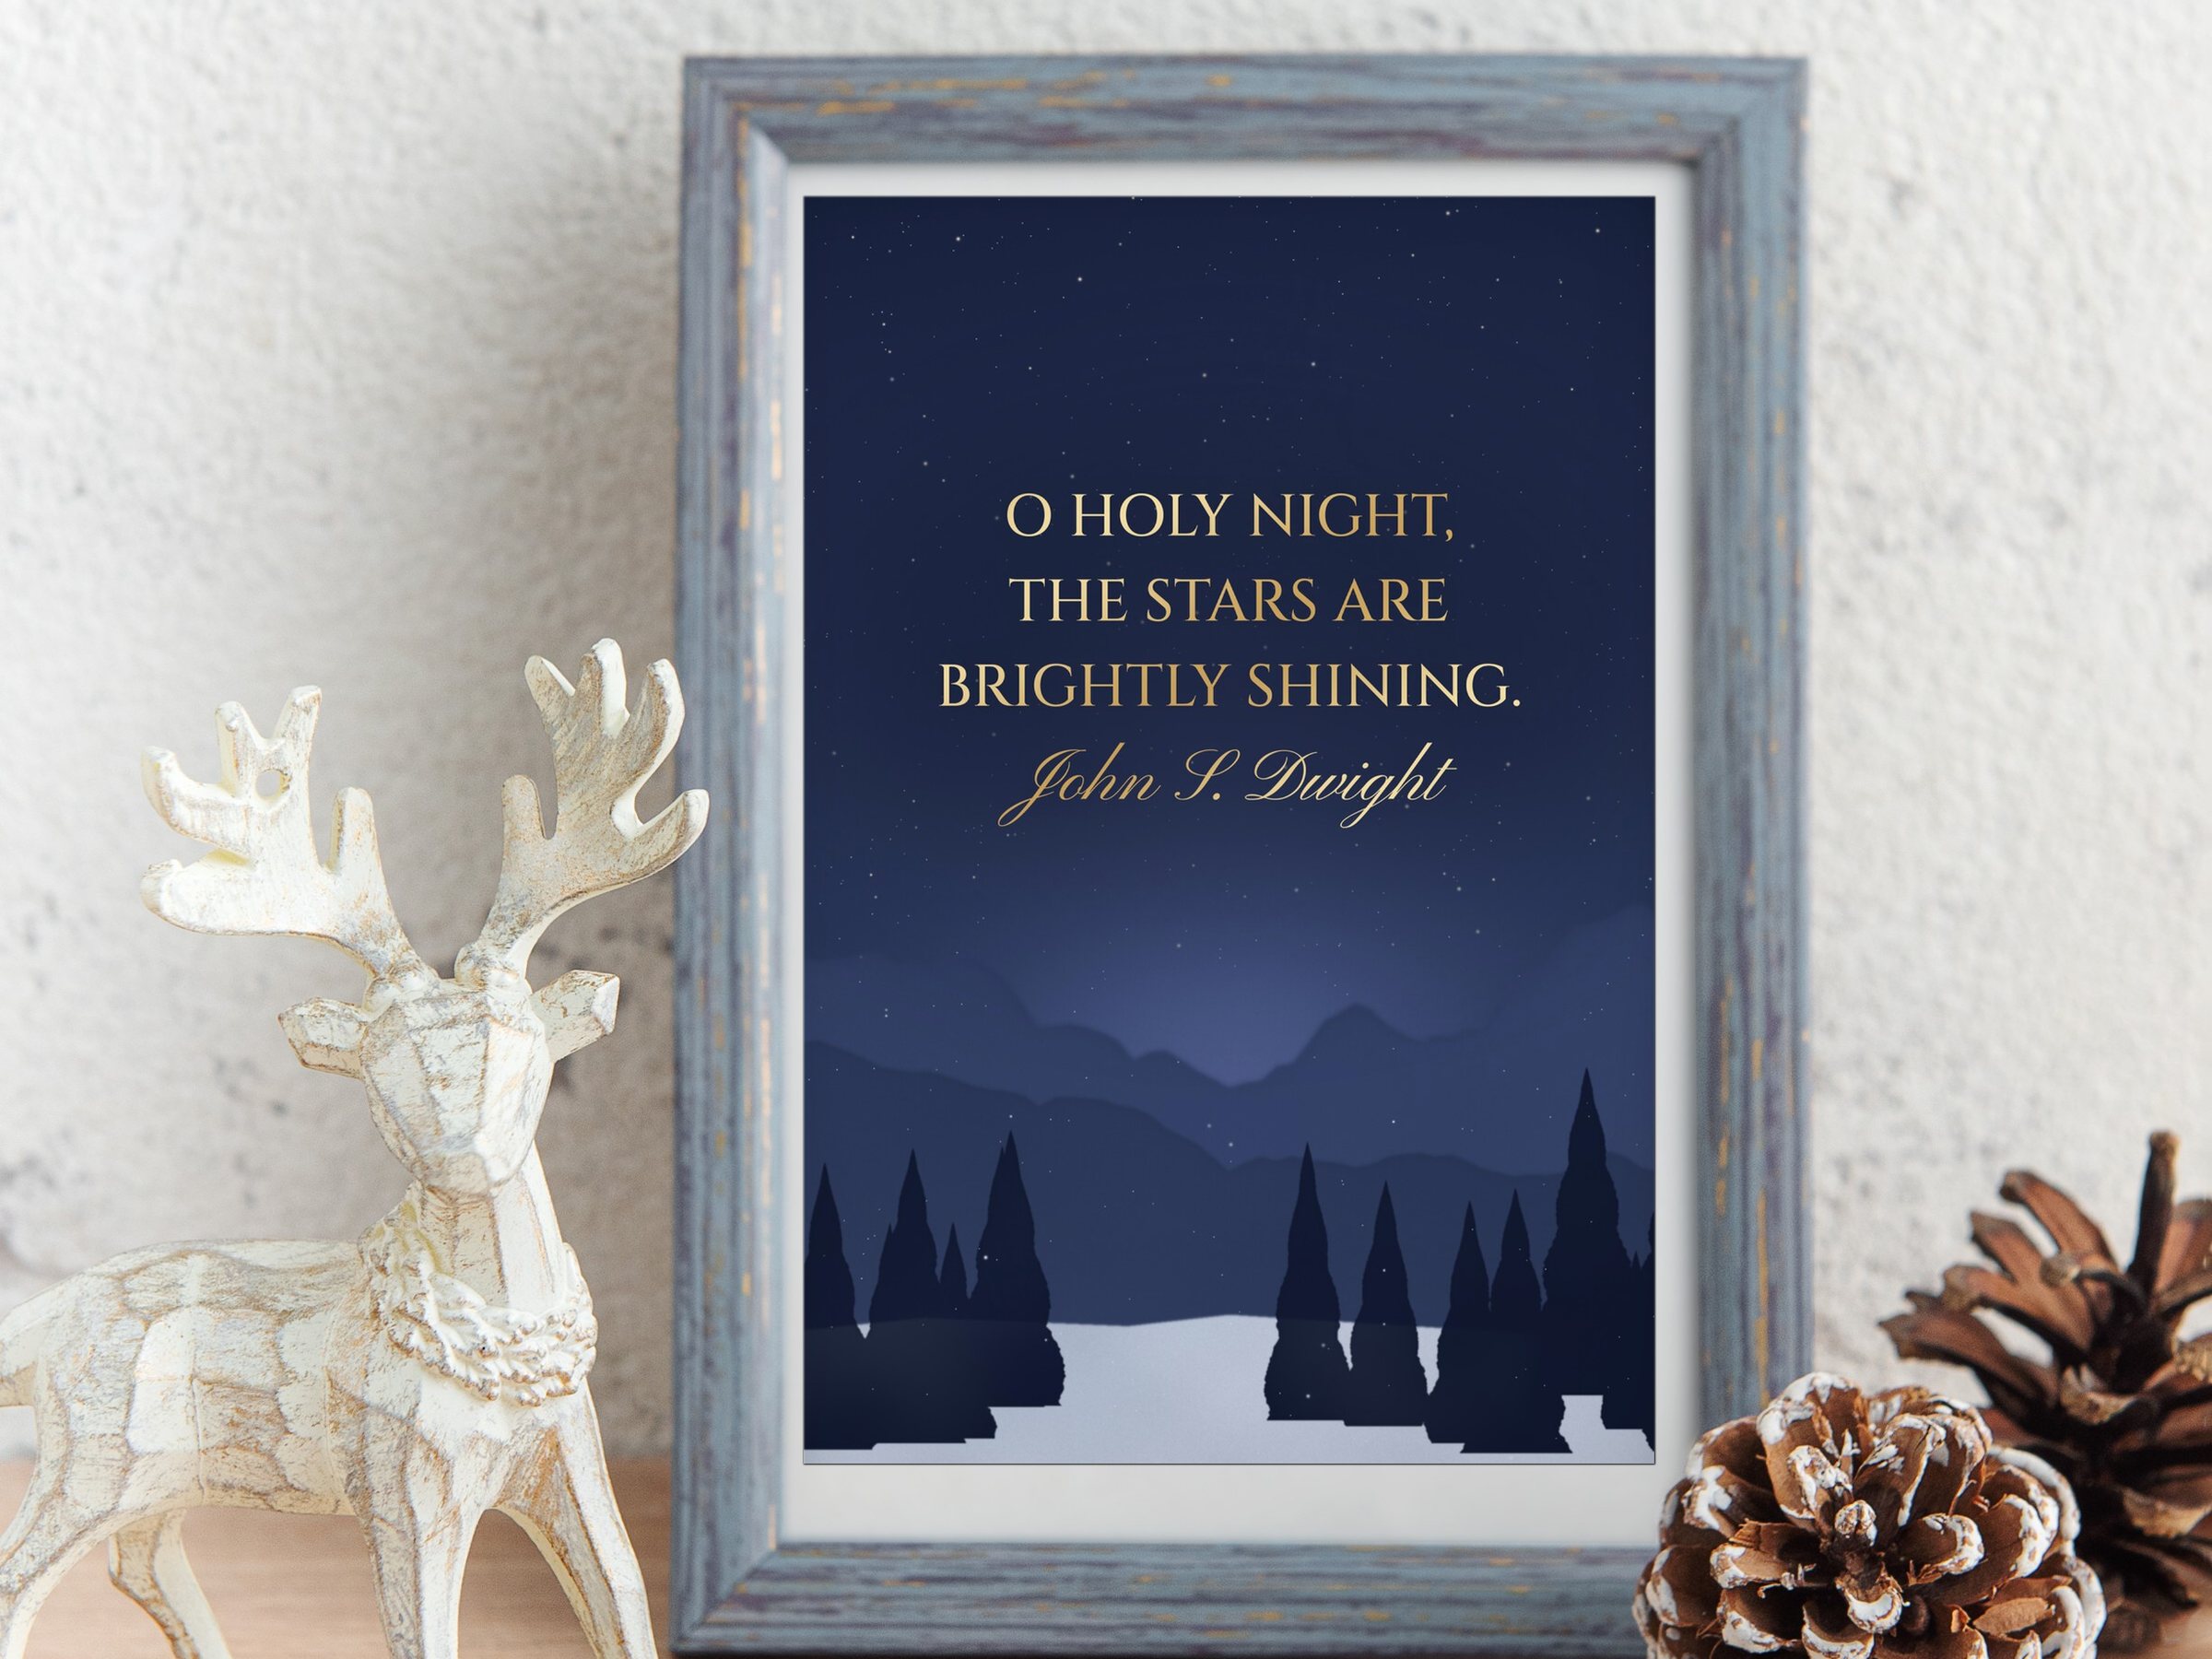 O HOLY NIGHT,
THE STARS ARE
BRIGHTLY SHINING.
John S. Dwight